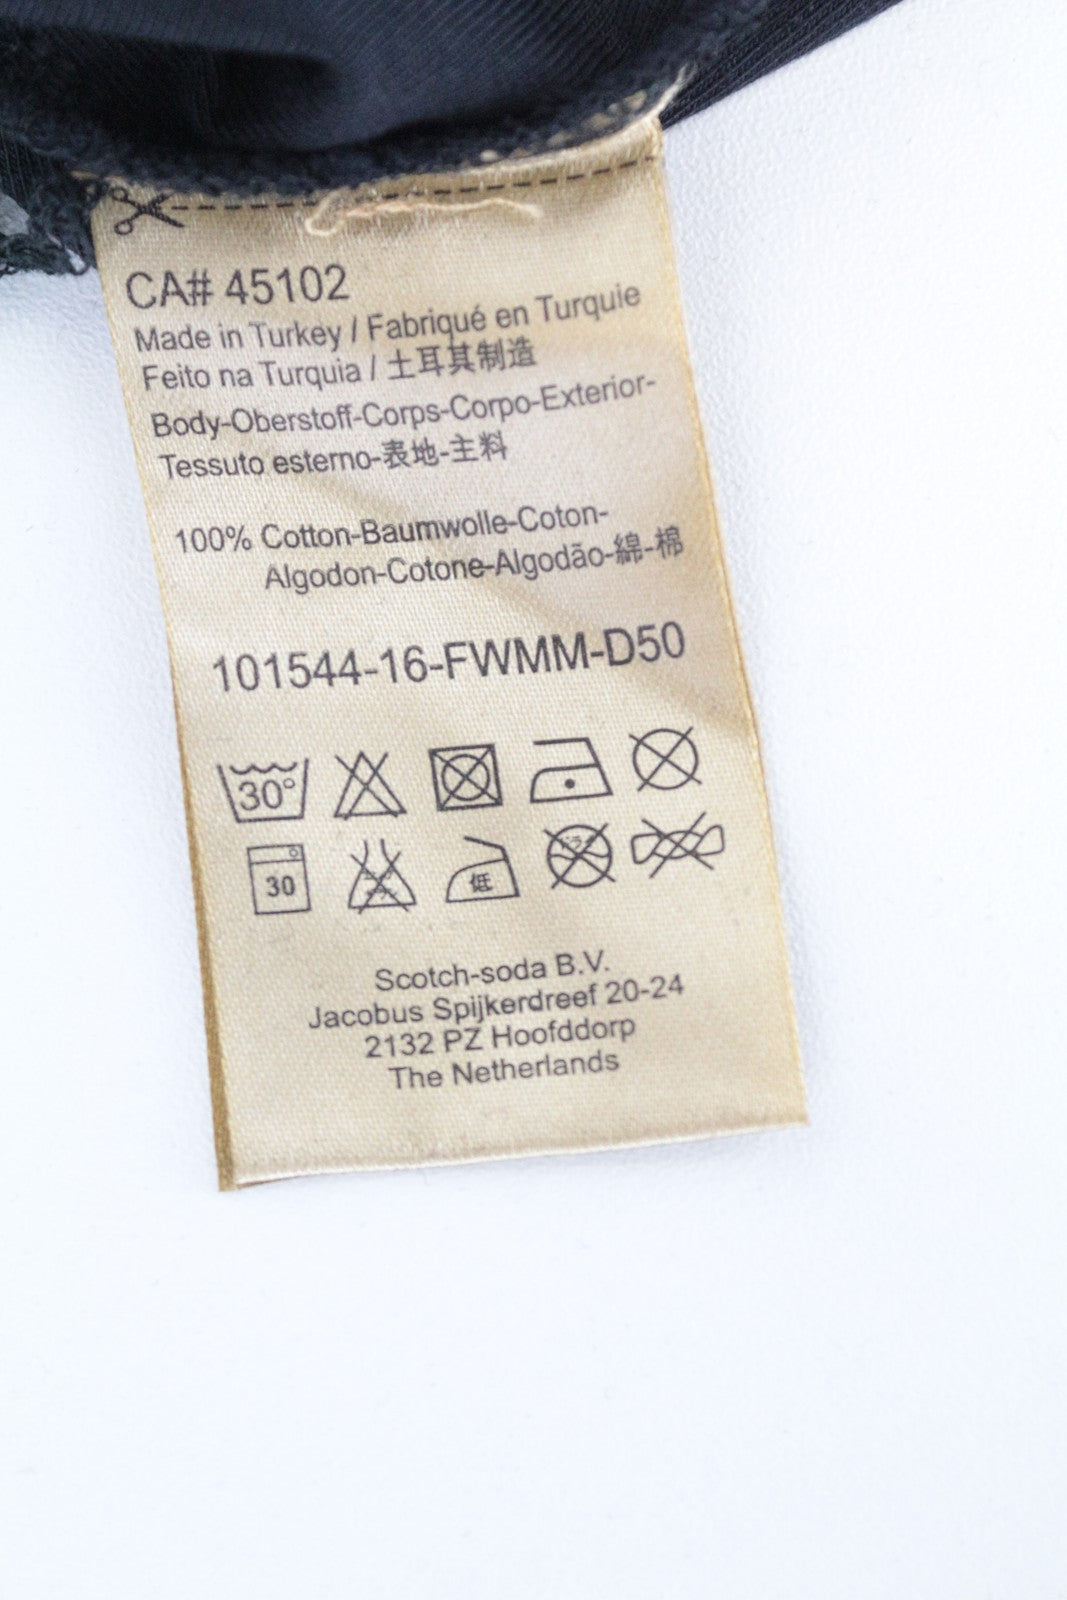 CA# 45102
Made in Turkey / Fabriqué en Turquie
Feito na Turquia / 土耳其制造
Body-Oberstoff-Corps-Corpo-Exterior-
Tessuto esterno-表地-主料
100% Cotton-Baumwolle-Coton-
Algodon-Cotone-Algodão-綿-棉
101544-16-FWMM-D50
30°
30 低
Scotch-soda B.V.
Jacobus Spijkerdreef 20-24
2132 PZ Hoofddorp
The Netherlands